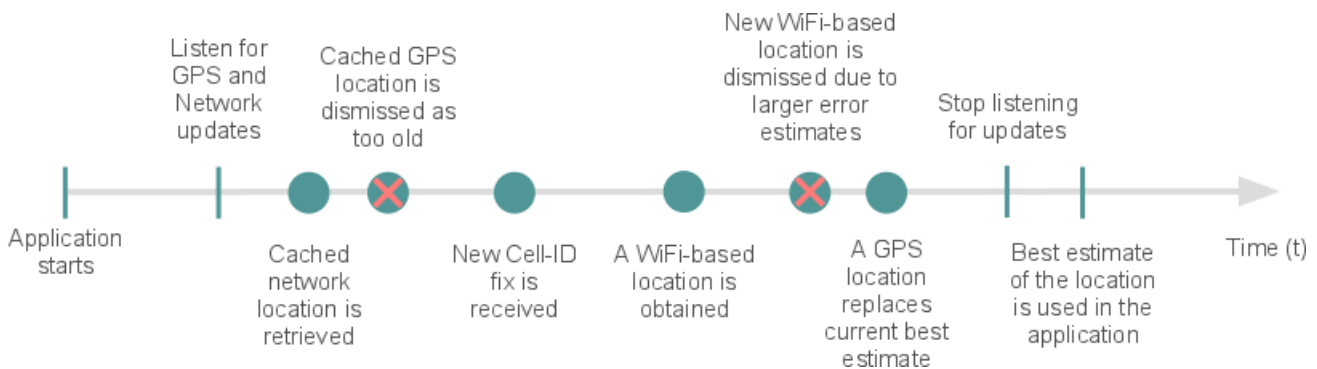 Listen for
GPS and
Network
updates
Cached GPS
location is
dismissed as
too old
New WiFi-based
location is
dismissed due to
larger error
estimates
Stop listening
for updates
Application
starts
Cached
network
location is
retrieved
New Cell-ID
fix is
received
A WiFi-based
location is
obtained
A GPS
location
replaces
current best
estimate
Best estimate
of the location
is used in the
application
Time (t)